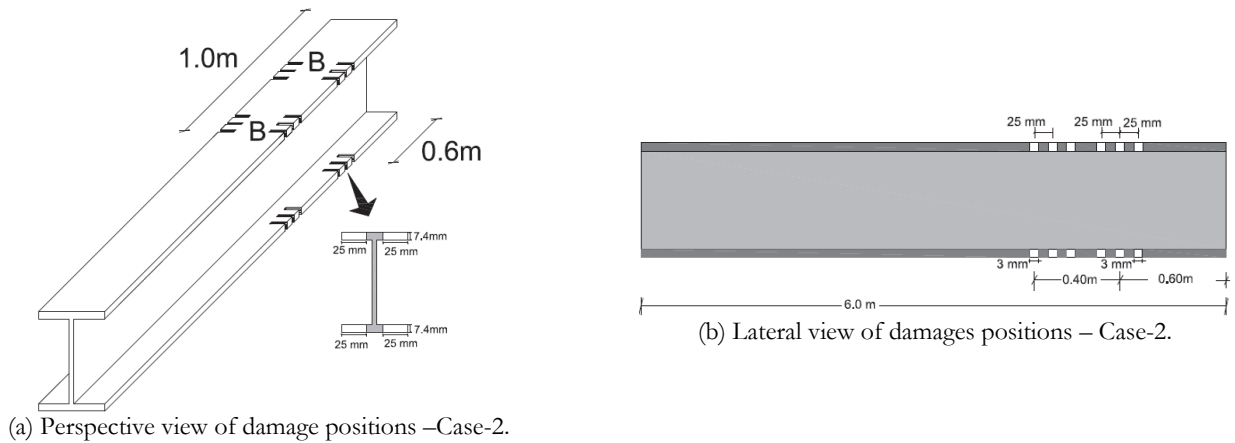 1.0m
B
B
0.6m
7.4mm
25 mm
25 mm
7.4mm
25 mm
25 mm
(a) Perspective view of damage positions –Case-2.
25 mm
25 mm
25 mm
3 mm
3 mm
0.40m
0.60m
6.0 m
(b) Lateral view of damages positions – Case-2.